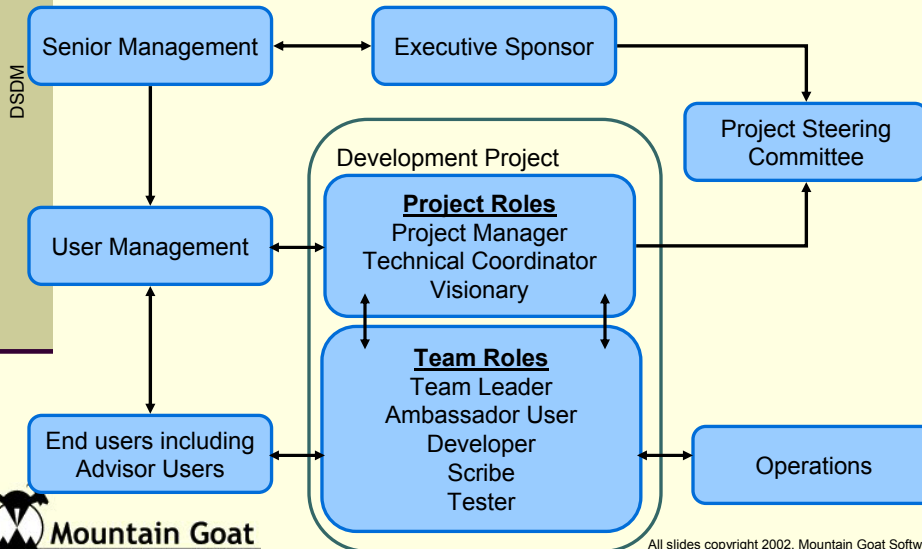 DSDM
Senior Management
Executive Sponsor
Project Steering
Committee
Development Project
Project Roles
Project Manager
Technical Coordinator
Visionary
User Management
Team Roles
Team Leader
Ambassador User
Developer
Scribe
Tester
End users including
Advisor Users
Operations
Mountain Goat
All slides copyright 2002, Mountain Goat Softw